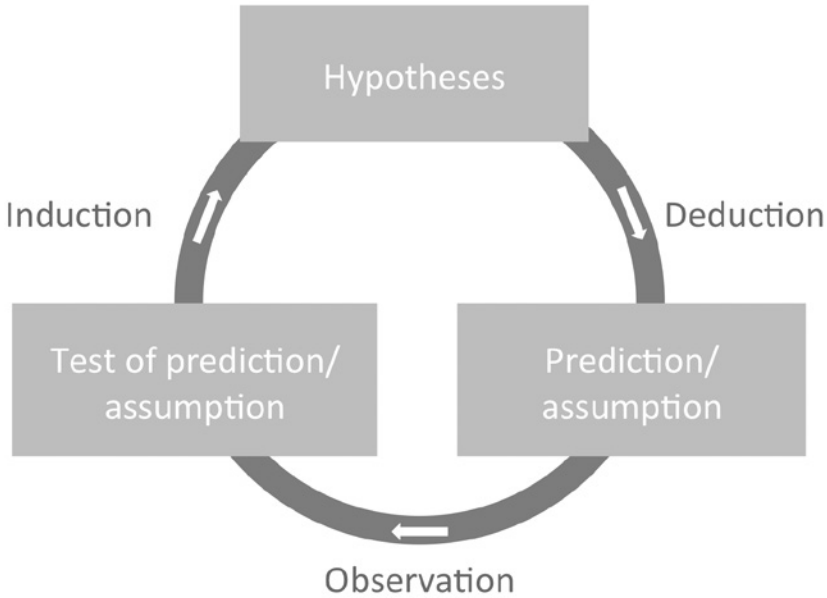 Hypotheses
Induction
Deduction
Test of prediction/
assumption
Prediction/
assumption
Observation